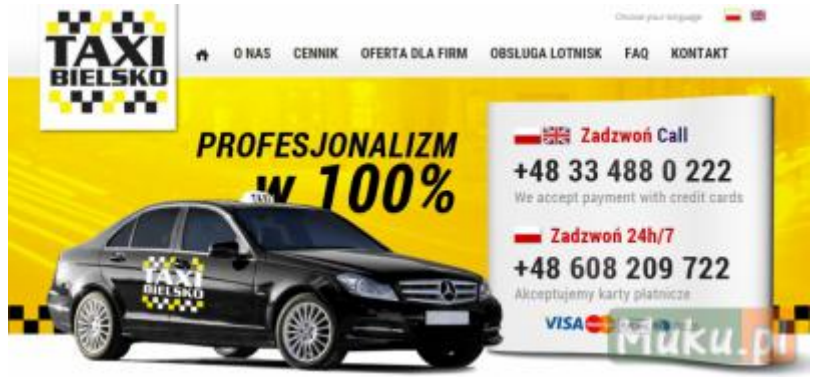 Choose your language
TAXI
BIELSKO
O NAS CENNIK OFERTA DLA FIRM OBSŁUGA LOTNISK FAQ KONTAKT
PROFESJONALIZM
w 100%
Zadzwoń Call
+48 33 488 0 222
We accept payment with credit cards
Zadzwoń 24h/7
+48 608 209 722
Akceptujemy karty płatnicze
VISA
TAXI
TAXI
BIELSKO
Muku.pl